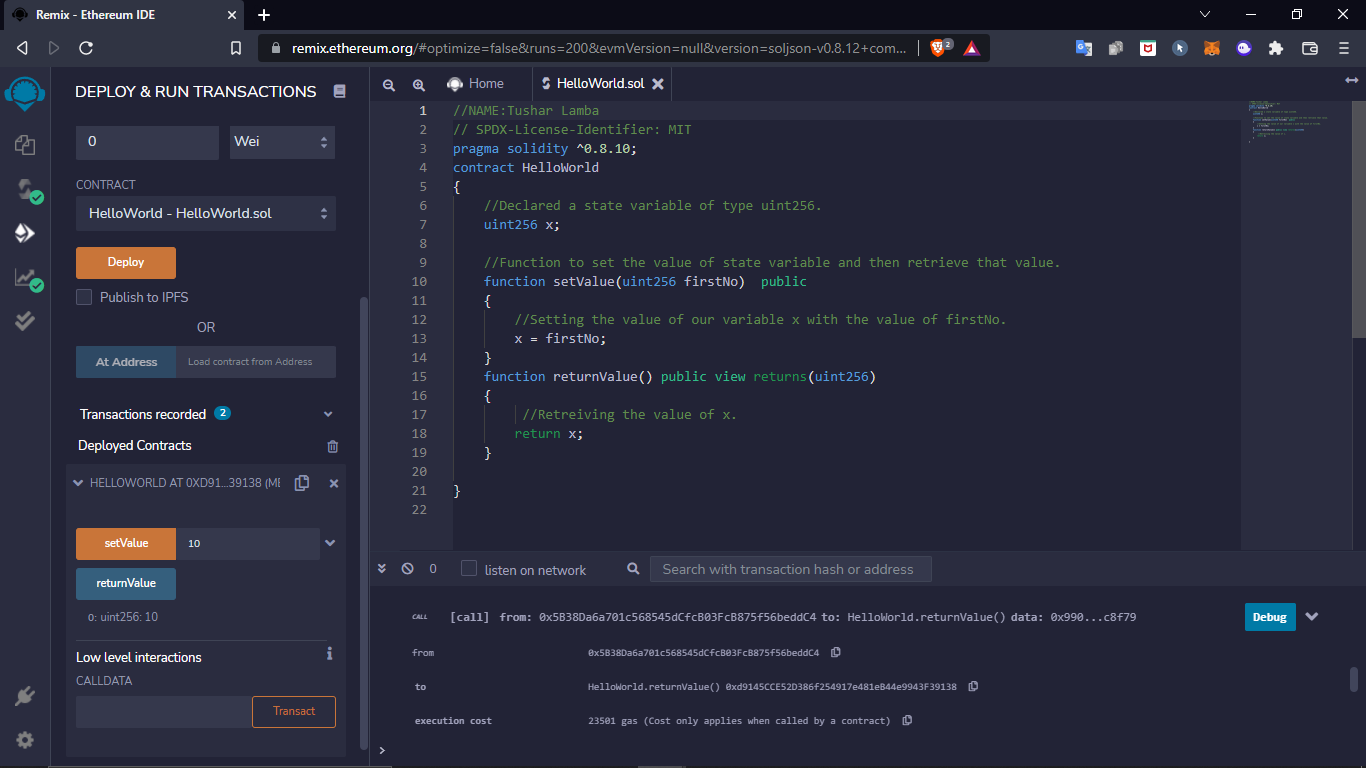 Remix - Ethereum IDE
remix.ethereum.org/#optimize=false&runs=200&evmVersion=null&version=soljson-v0.8.12+com...
2
DEPLOY & RUN TRANSACTIONS
0
Wei
CONTRACT
HelloWorld - HelloWorld.sol
Deploy
Publish to IPFS
OR
At Address
Load contract from Address
Transactions recorded 2
Deployed Contracts
HELLOWORLD AT 0XD91...39138 (ME
setValue
10
returnValue
0: uint256: 10
Low level interactions
i
CALLDATA
Transact
Home
HelloWorld.sol
1 //NAME:Tushar Lamba
2 // SPDX-License-Identifier: MIT
3 pragma solidity ^0.8.10;
4 contract HelloWorld
5 {
6 //Declared a state variable of type uint256.
7 uint256 x;
8
9 //Function to set the value of state variable and then retrieve that value.
10 function setValue(uint256 firstNo)  public
11 {
12 //Setting the value of our variable x with the value of firstNo.
13 x = firstNo;
14 }
15 function returnValue() public view returns(uint256)
16 {
17 //Retreiving the value of x.
18 return x;
19 }
20
21 }
22
0
listen on network
Search with transaction hash or address
CALL [call] from: 0x5B38Da6a701c568545dCfcB03FcB875f56beddC4 to: HelloWorld.returnValue() data: 0x990...c8f79
Debug
from 0x5B38Da6a701c568545dCfcB03FcB875f56beddC4
to HelloWorld.returnValue() 0xd9145CCE52D386f254917e481eB44e9943F39138
execution cost 23501 gas (Cost only applies when called by a contract)
>